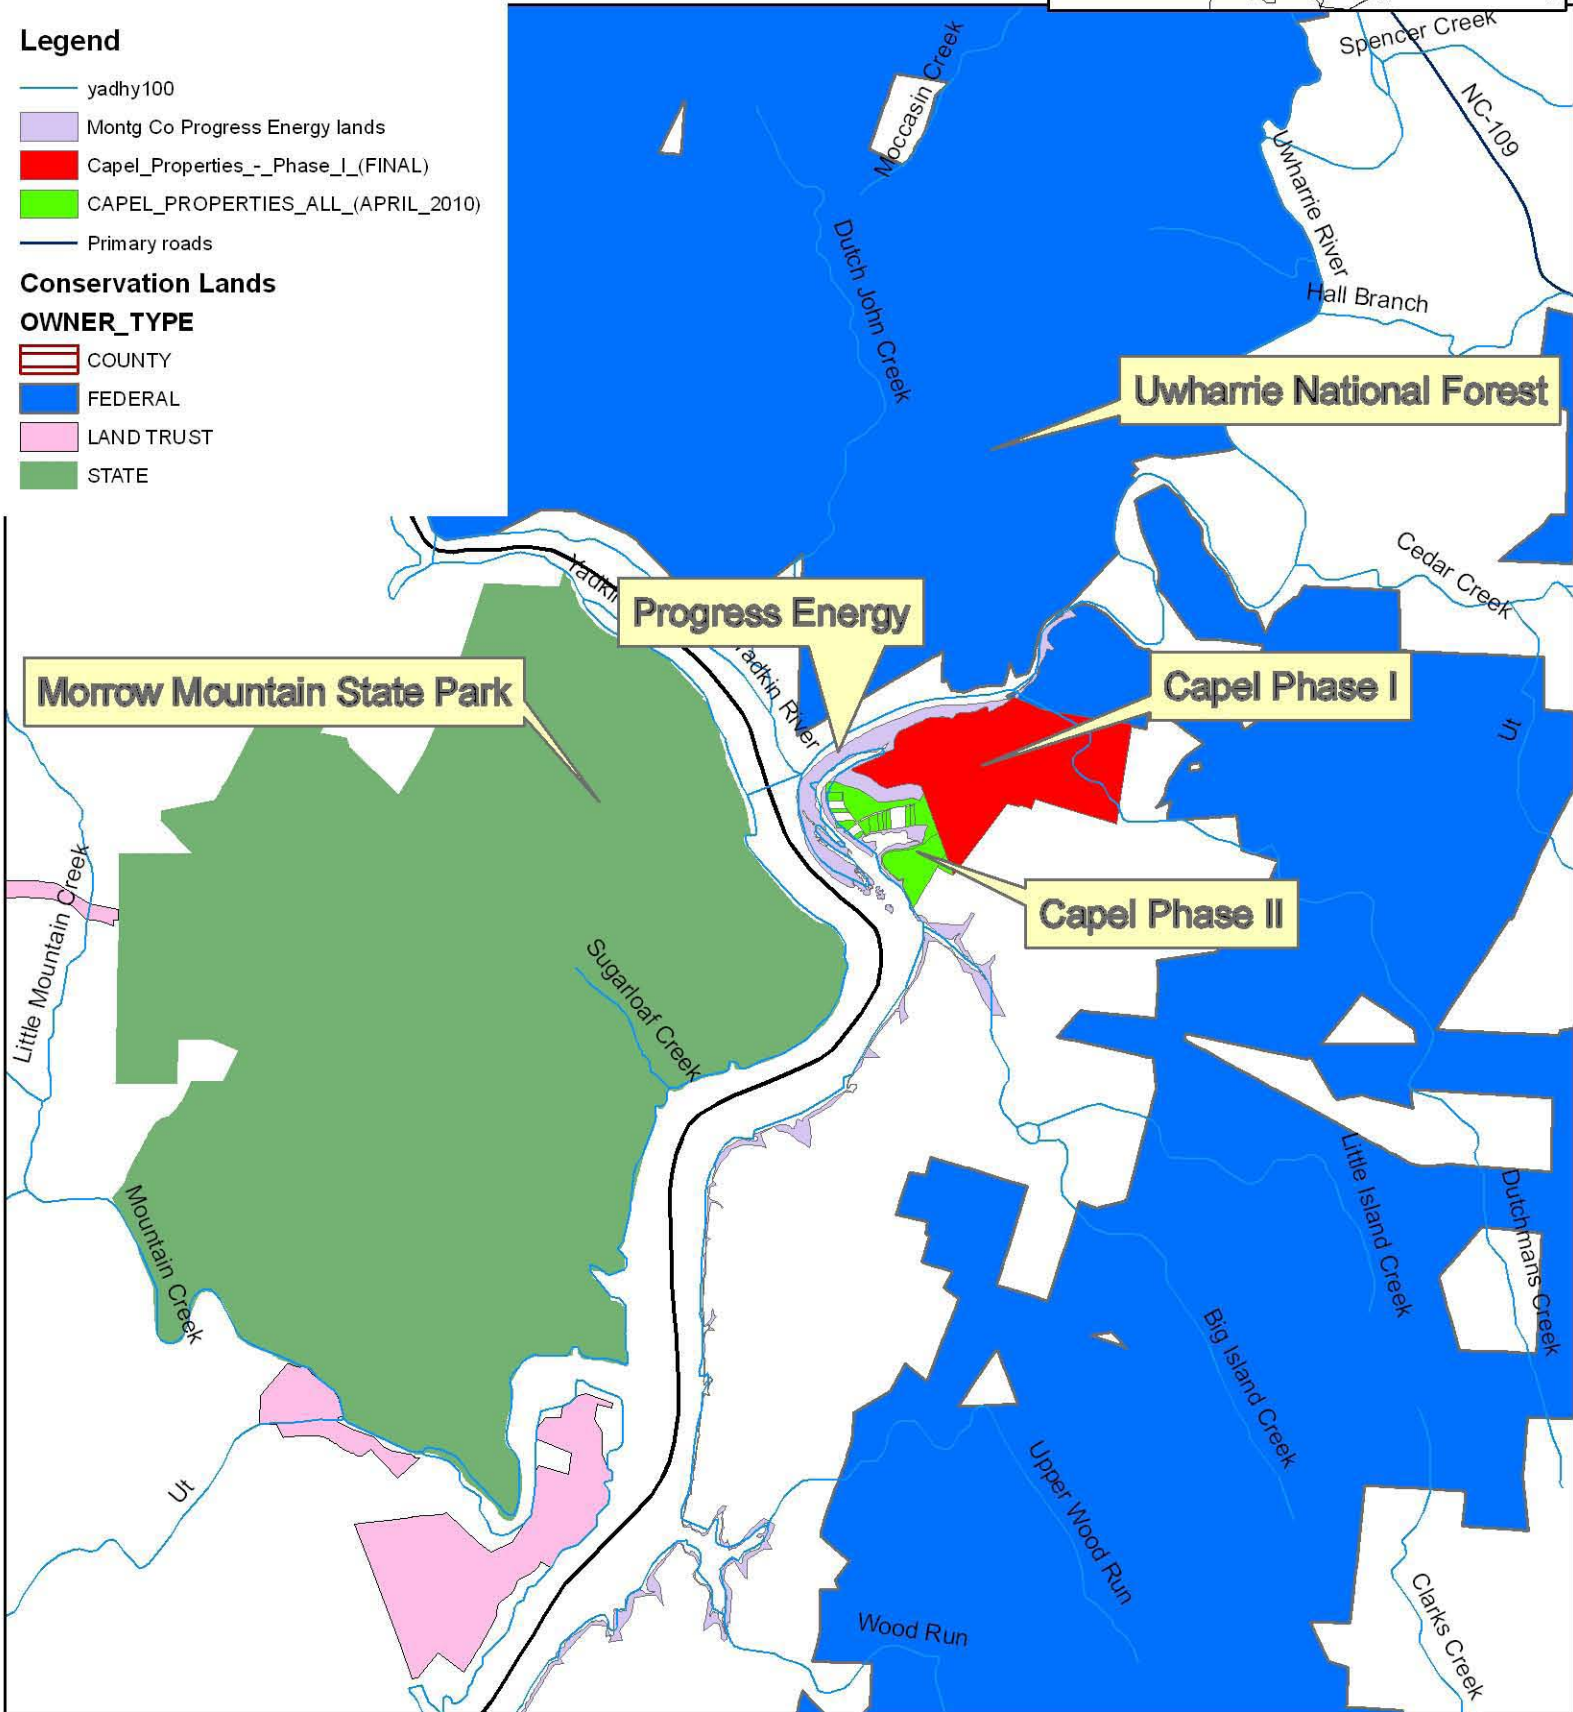 Legend
yadhy100
Montg Co Progress Energy lands
Capel_Properties_-_Phase_I_(FINAL)
CAPEL_PROPERTIES_ALL_(APRIL_2010)
Primary roads
Conservation Lands
OWNER_TYPE
COUNTY
FEDERAL
LAND TRUST
STATE
Spencer Creek
NC-109
Moccasin Creek
Uwharrie River
Dutch John Creek
Hall Branch
Uwharrie National Forest
Cedar Creek
Progress Energy
Yadkin River
Morrow Mountain State Park
Capel Phase I
Ut
Capel Phase II
Little Mountain Creek
Sugarloaf Creek
Mountain Creek
Little Island Creek
Dutchmans Creek
Big Island Creek
Ut
Upper Wood Run
Wood Run
Clarks Creek